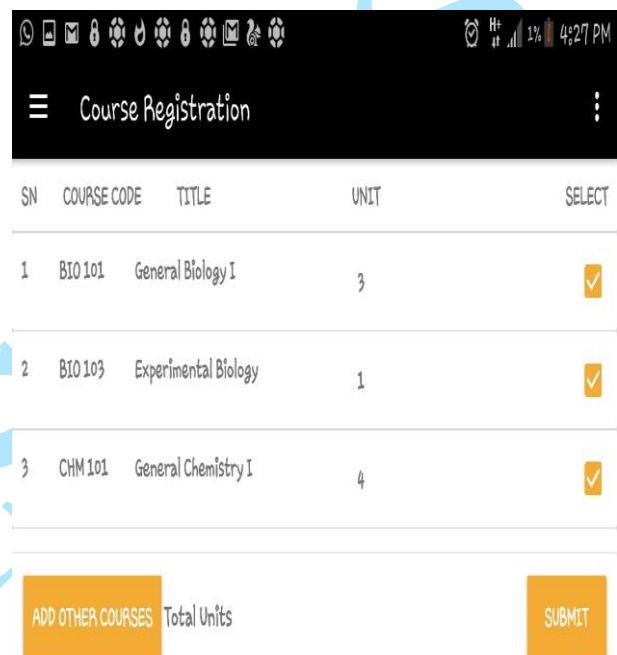 H+ 1% 4:27 PM
Course Registration
SN COURSE CODE TITLE UNIT SELECT
1 BIO 101 General Biology I 3
2 BIO 103 Experimental Biology 1
3 CHM 101 General Chemistry I 4
ADD OTHER COURSES Total Units SUBMIT